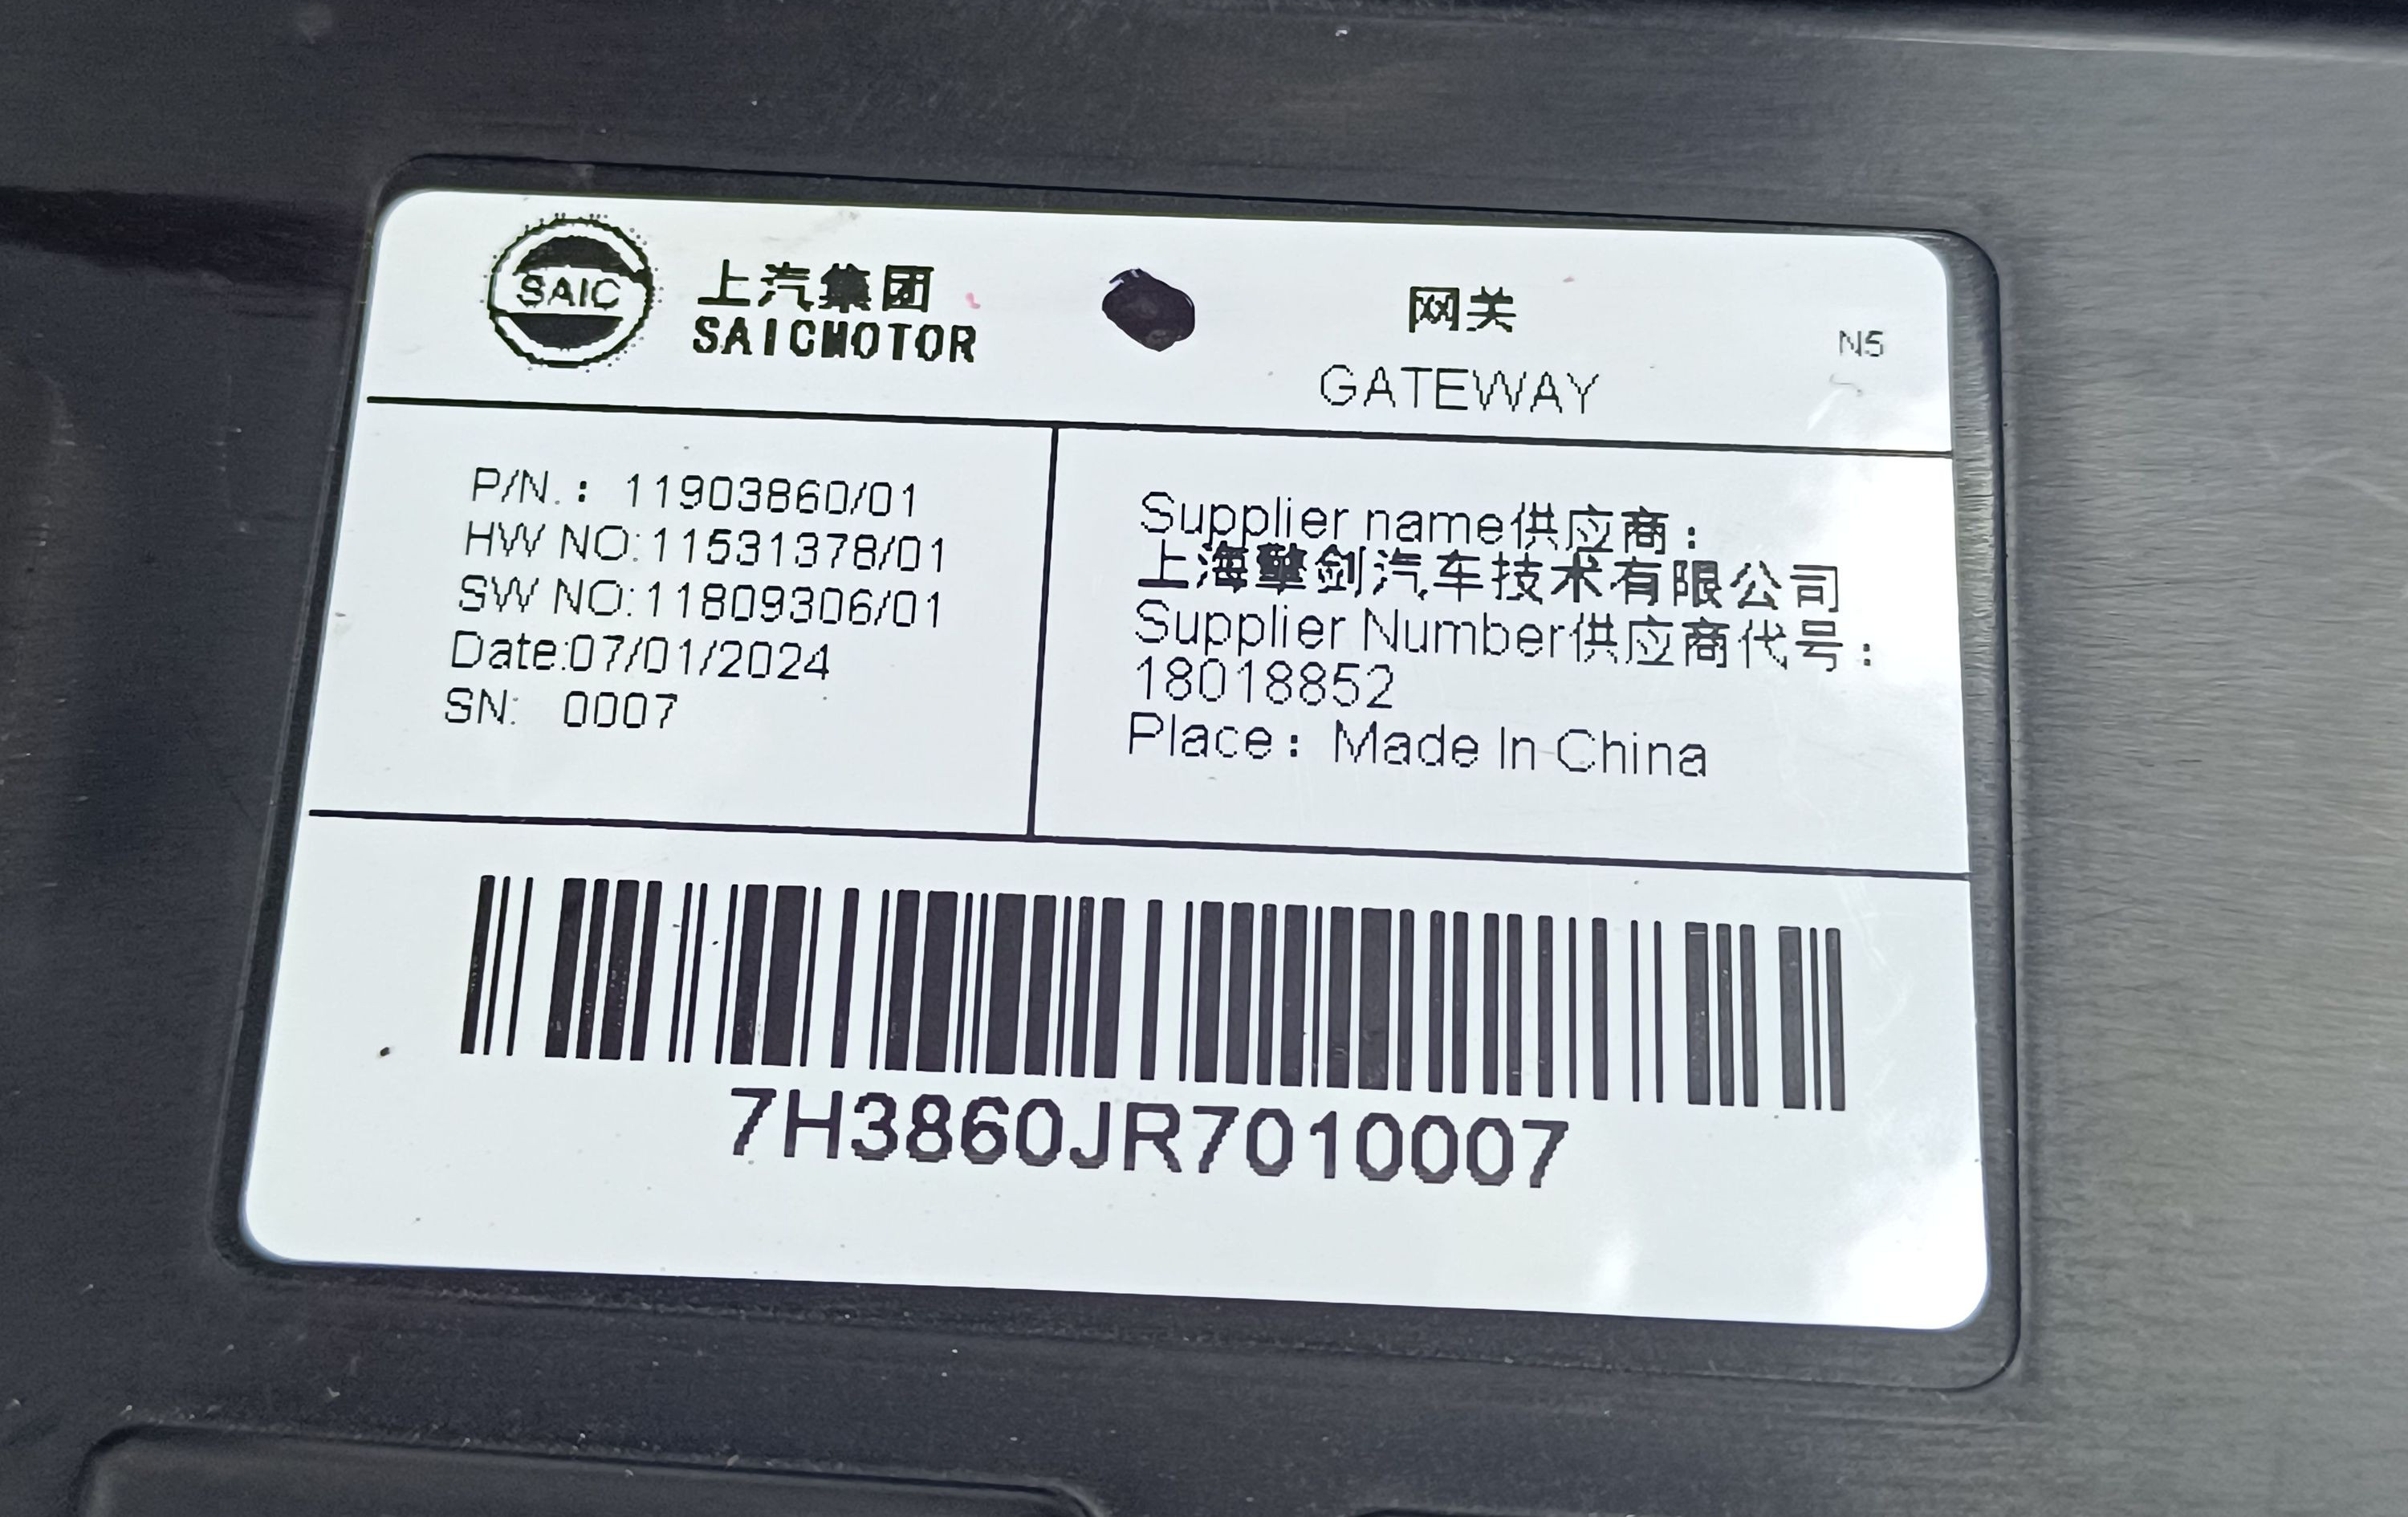 SAIC
上汽集团
SAICMOTOR
网关
GATEWAY
N5
P/N.： 11903860/01
HW NO:11531378/01
SW NO:11809306/01
Date:07/01/2024
SN: 0007
Supplier name供应商：
上海擎剑汽车技术有限公司
Supplier Number供应商代号：
18018852
Place：Made In China
7H3860JR7010007